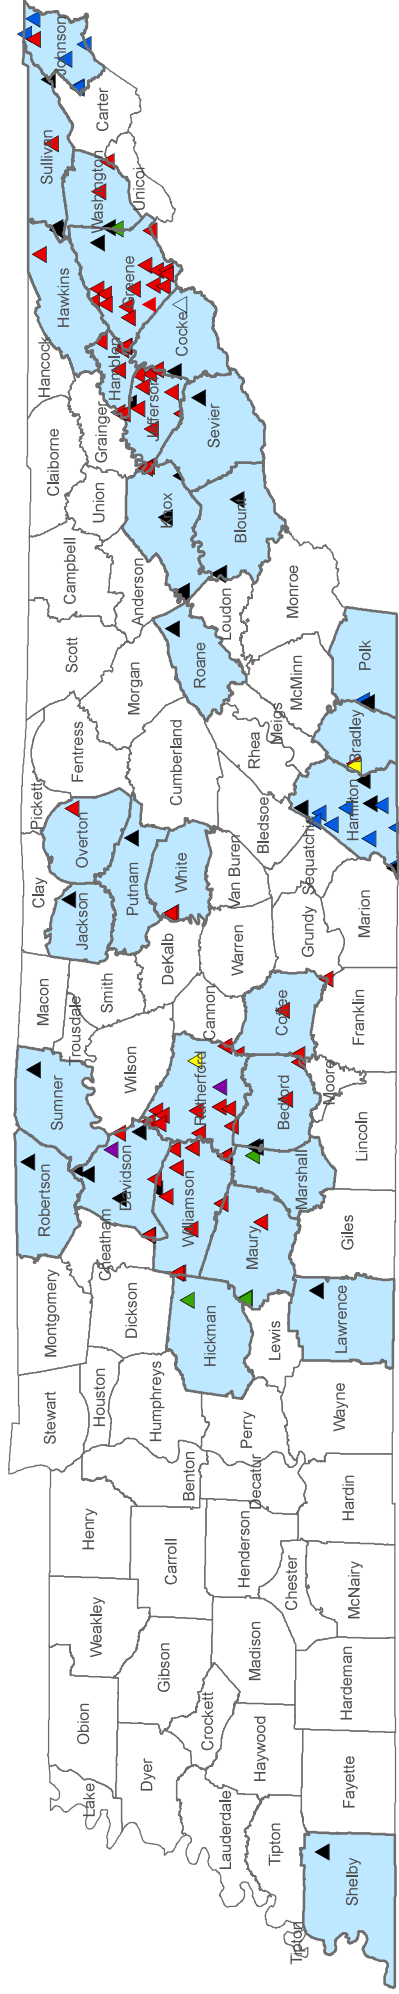 Johnson
Carter
Sullivan
Washington
Unicoi
Hawkins
Greene
Hancock
Hamblen
Cocke
Claiborne
Grainger
Jefferson
Sevier
Union
Knox
Blount
Campbell
Anderson
Loudon
Monroe
Scott
Morgan
Roane
McMinn
Polk
Fentress
Cumberland
Rhea
Meigs
Bradley
Pickett
Overton
Putnam
White
Van Buren
Bledsoe
Sequatchie
Hamilton
Clay
Jackson
DeKalb
Warren
Grundy
Marion
Macon
Trousdale
Smith
Cannon
Coffee
Franklin
Sumner
Wilson
Rutherford
Bedford
Moore
Robertson
Davidson
Williamson
Marshall
Lincoln
Cheatham
Maury
Giles
Montgomery
Dickson
Hickman
Lewis
Lawrence
Stewart
Houston
Humphreys
Perry
Wayne
Benton
Decatur
Henry
Carroll
Henderson
Hardin
Weakley
Gibson
Madison
Chester
McNairy
Obion
Crockett
Haywood
Hardeman
Lake
Dyer
Lauderdale
Tipton
Fayette
Tipton
Shelby